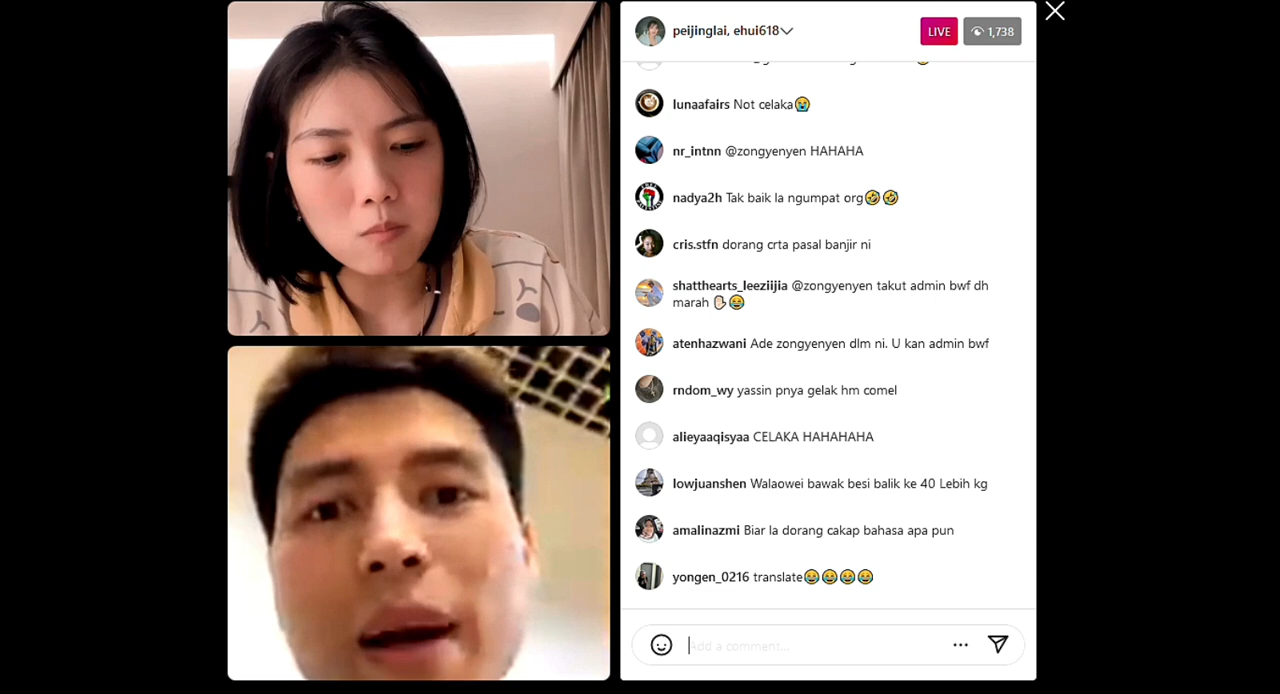 peijinglai, ehui618
LIVE
1,738
lunaafairs Not celaka😭
nr_intnn @zongyenyen HAHAHA
nadya2h Tak baik la ngumpat org🤣🤣
cris.stfn dorang crta pasal banjir ni
shatthearts_leeziijia @zongyenyen takut admin bwf dh
marah ✋🏻😂
atenhazwani Ade zongyenyen dlm ni. U kan admin bwf
rndom_wy yassin pnya gelak hm comel
alieyaaqisyaa CELAKA HAHAHAHA
lowjuanshen Walaowei bawak besi balik ke 40 Lebih kg
amalinazmi Biar la dorang cakap bahasa apa pun
yongen_0216 translate😂😂😂😂
Add a comment...